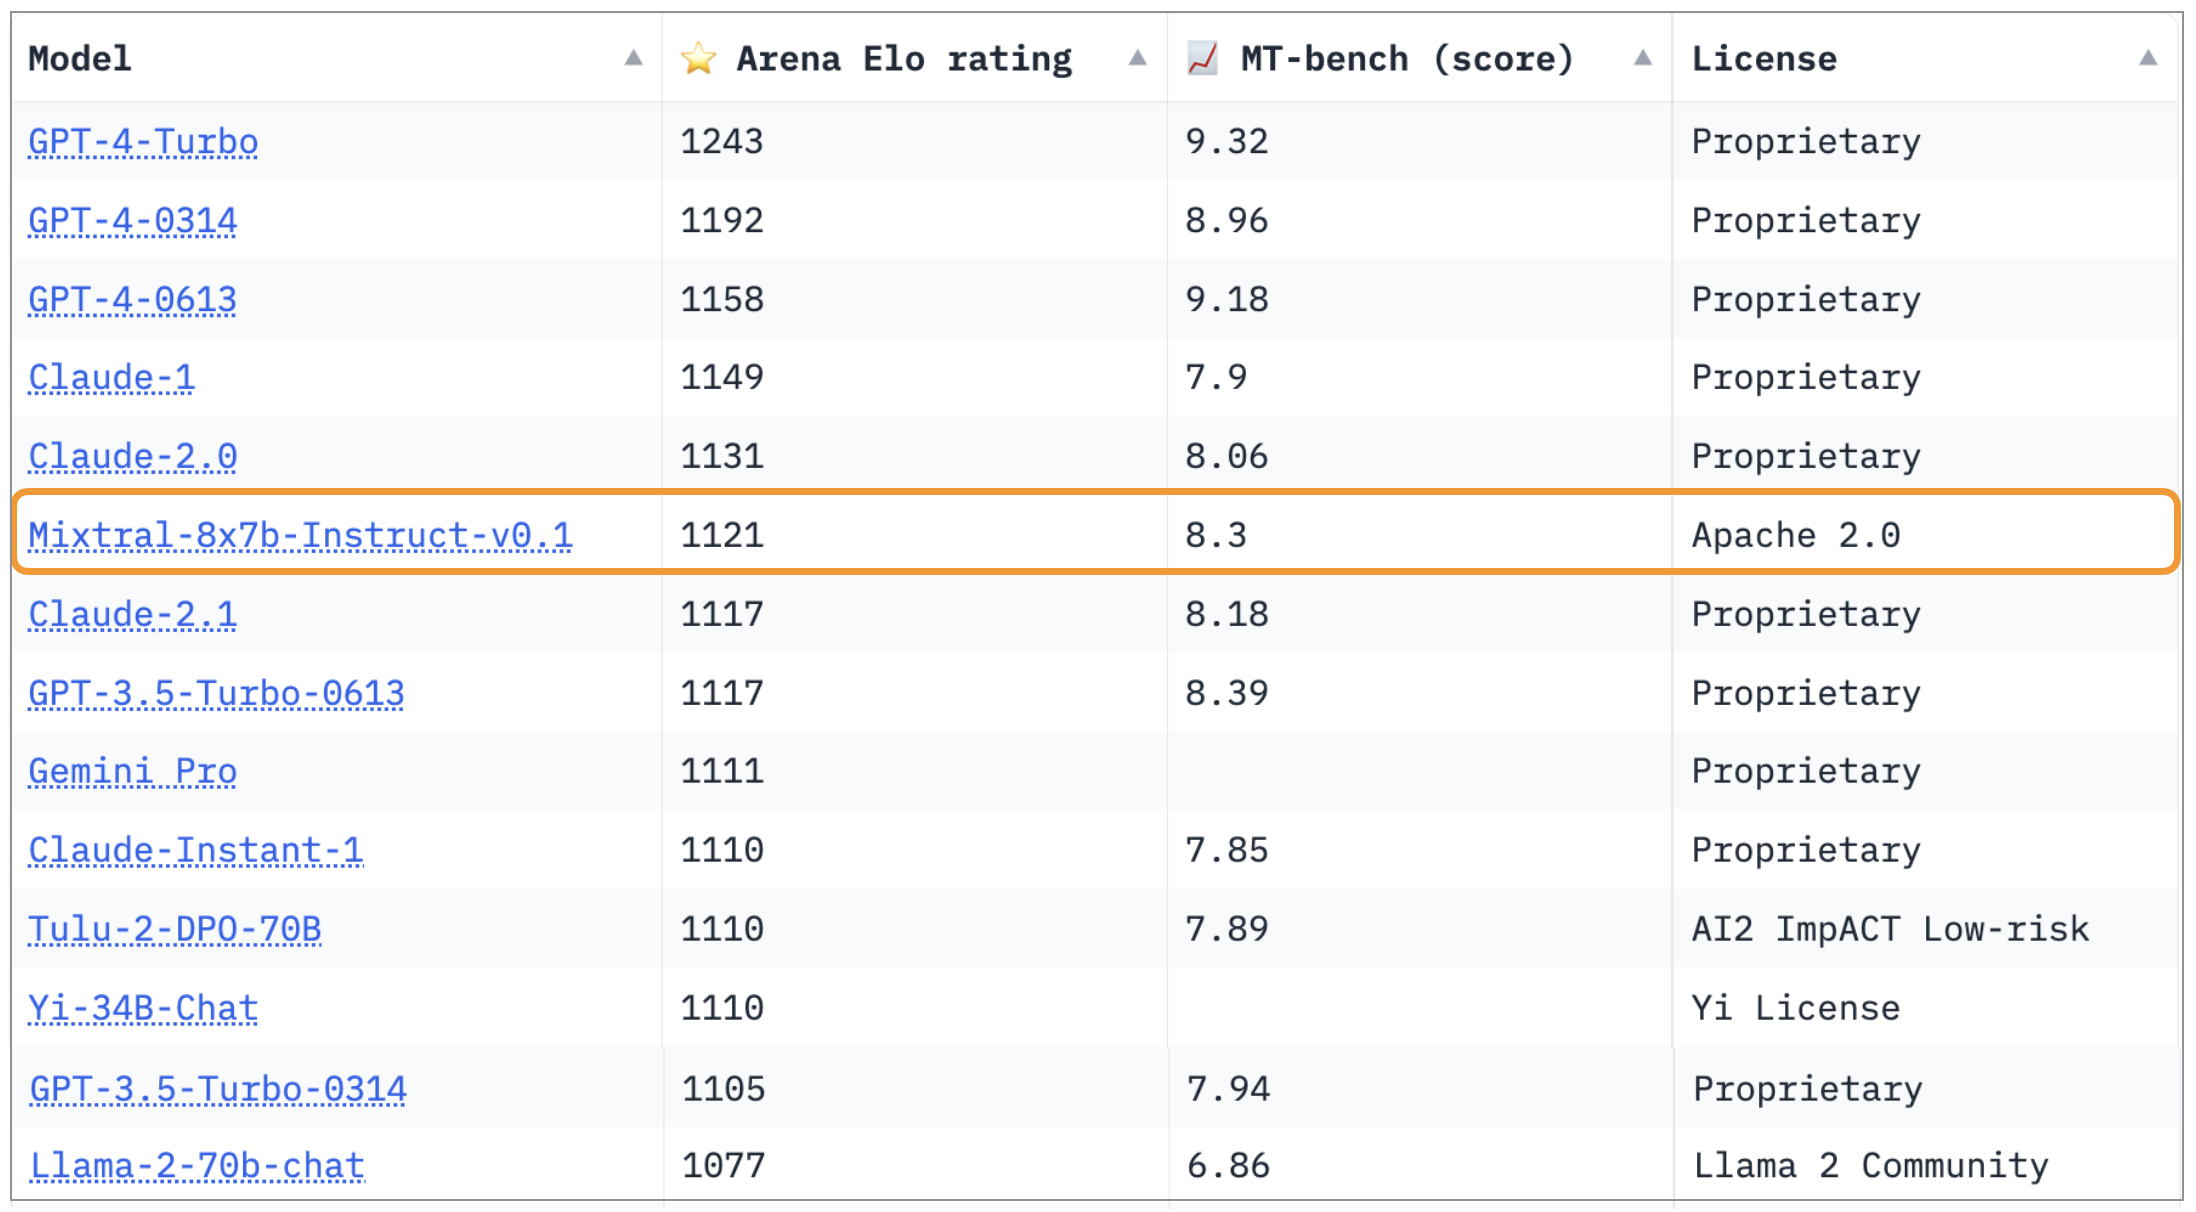 Model ▲ ⭐ Arena Elo rating ▲ 📈 MT-bench (score) ▲ License ▲
GPT-4-Turbo 1243 9.32 Proprietary
GPT-4-0314 1192 8.96 Proprietary
GPT-4-0613 1158 9.18 Proprietary
Claude-1 1149 7.9 Proprietary
Claude-2.0 1131 8.06 Proprietary
Mixtral-8x7b-Instruct-v0.1 1121 8.3 Apache 2.0
Claude-2.1 1117 8.18 Proprietary
GPT-3.5-Turbo-0613 1117 8.39 Proprietary
Gemini Pro 1111 Proprietary
Claude-Instant-1 1110 7.85 Proprietary
Tulu-2-DPO-70B 1110 7.89 AI2 ImpACT Low-risk
Yi-34B-Chat 1110 Yi License
GPT-3.5-Turbo-0314 1105 7.94 Proprietary
Llama-2-70b-chat 1077 6.86 Llama 2 Community